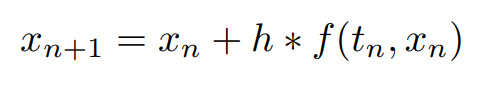 x_{n+1} = x_n + h * f(t_n, x_n)